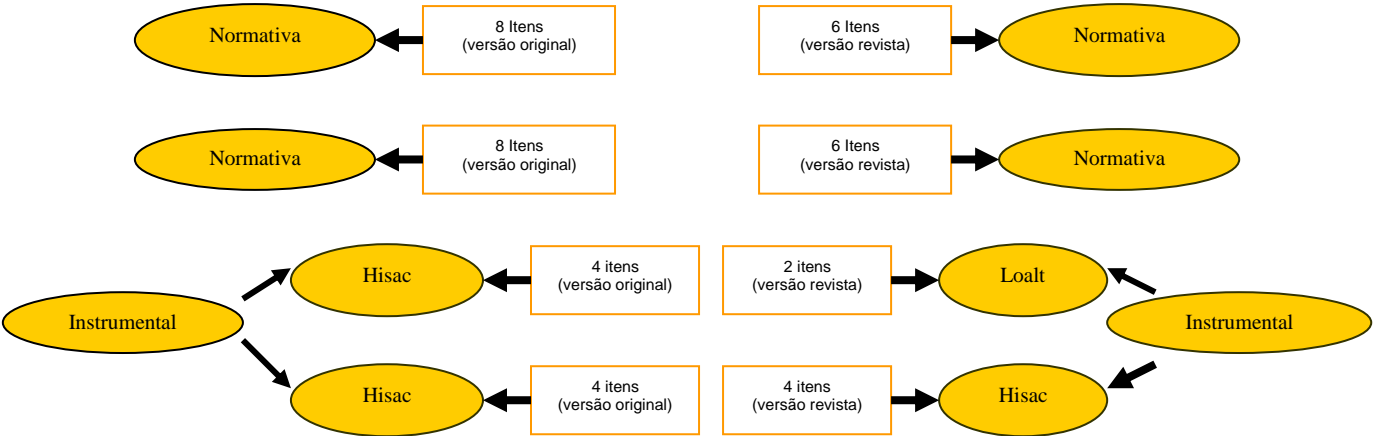 Normativa
8 Itens
(versão original)
6 Itens
(versão revista)
Normativa
Normativa
8 Itens
(versão original)
6 Itens
(versão revista)
Normativa
Hisac
4 itens
(versão original)
2 itens
(versão revista)
Loalt
Instrumental
Instrumental
Hisac
4 itens
(versão original)
4 itens
(versão revista)
Hisac